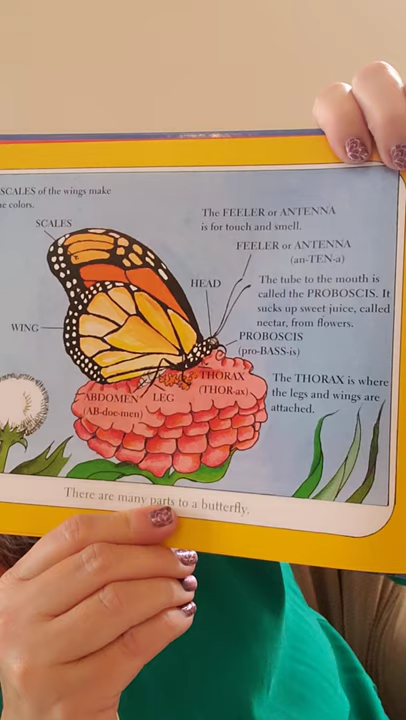 SCALES of the wings make
colors.
SCALES
The FEELER or ANTENNA
is for touch and smell.
FEELER or ANTENNA
(an-TEN-a)
HEAD
The tube to the mouth is
called the PROBOSCIS. It
sucks up sweet juice, called
nectar, from flowers.
WING
PROBOSCIS
(pro-BASS-is)
THORAX
(THOR-ax)
The THORAX is where
the legs and wings are
attached.
ABDOMEN
(AB-doe-men)
LEG
There are many parts to a butterfly.